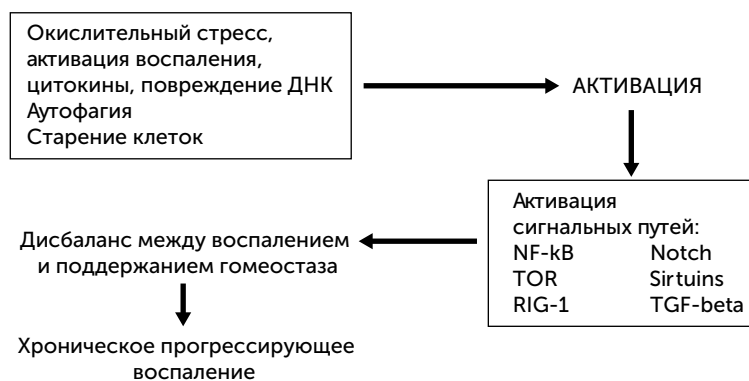 Окислительный стресс,
активация воспаления,
цитокины, повреждение ДНК
Аутофагия
Старение клеток
АКТИВАЦИЯ
Активация
сигнальных путей:
NF-kB Notch
TOR Sirtuins
RIG-1 TGF-beta
Дисбаланс между воспалением
и поддержанием гомеостаза
Хроническое прогрессирующее
воспаление